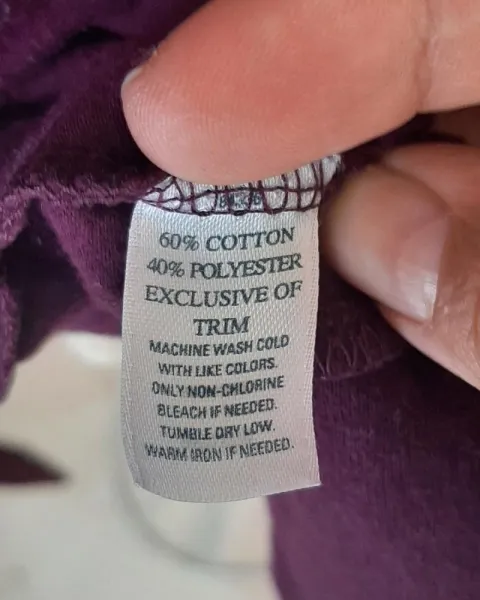 60% COTTON
40% POLYESTER
EXCLUSIVE OF
TRIM
MACHINE WASH COLD
WITH LIKE COLORS.
ONLY NON-CHLORINE
BLEACH IF NEEDED.
TUMBLE DRY LOW.
WARM IRON IF NEEDED.